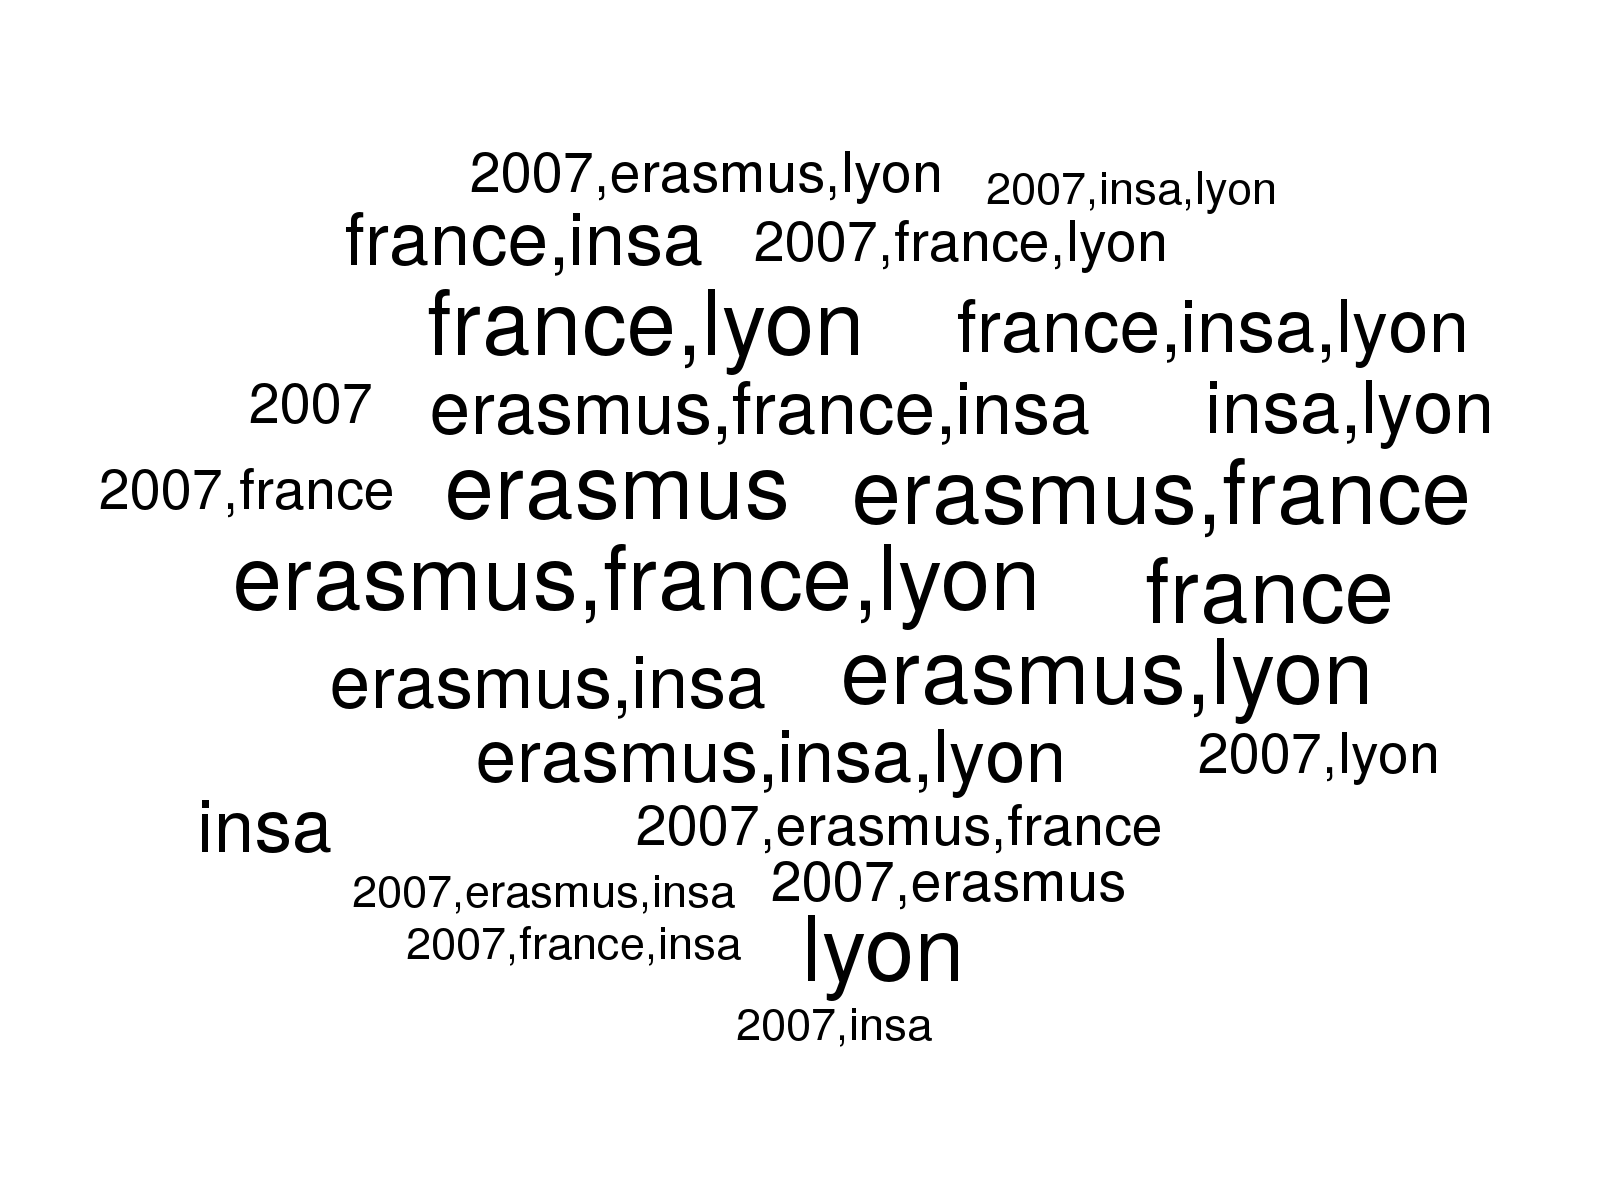 2007,erasmus,lyon 2007,insa,lyon
france,insa 2007,france,lyon
france,lyon france,insa,lyon
2007 erasmus,france,insa insa,lyon
2007,france erasmus erasmus,france
erasmus,france,lyon france
erasmus,insa erasmus,lyon
erasmus,insa,lyon 2007,lyon
insa 2007,erasmus,france
2007,erasmus,insa 2007,erasmus
2007,france,insa lyon
2007,insa